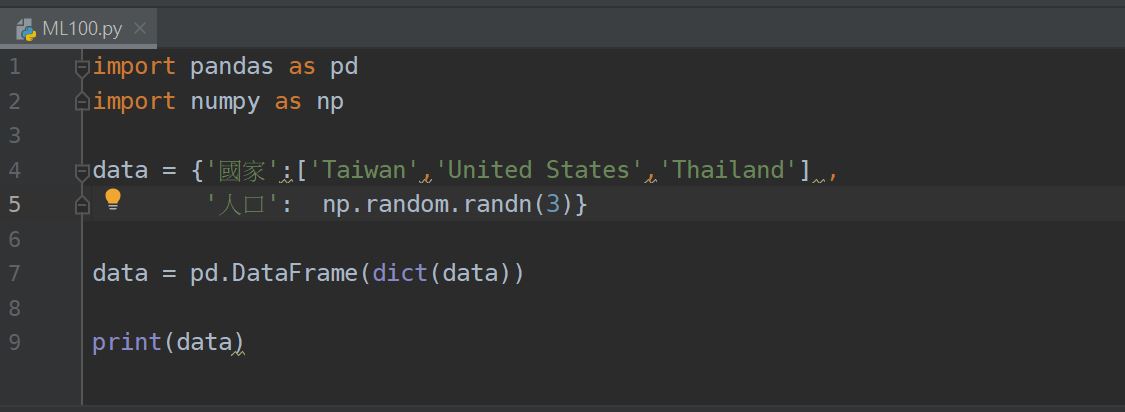 ML100.py
1 import pandas as pd
2 import numpy as np
3
4 data = {'國家':['Taiwan','United States','Thailand'] ,
5 '人口':  np.random.randn(3)}
6
7 data = pd.DataFrame(dict(data))
8
9 print(data)